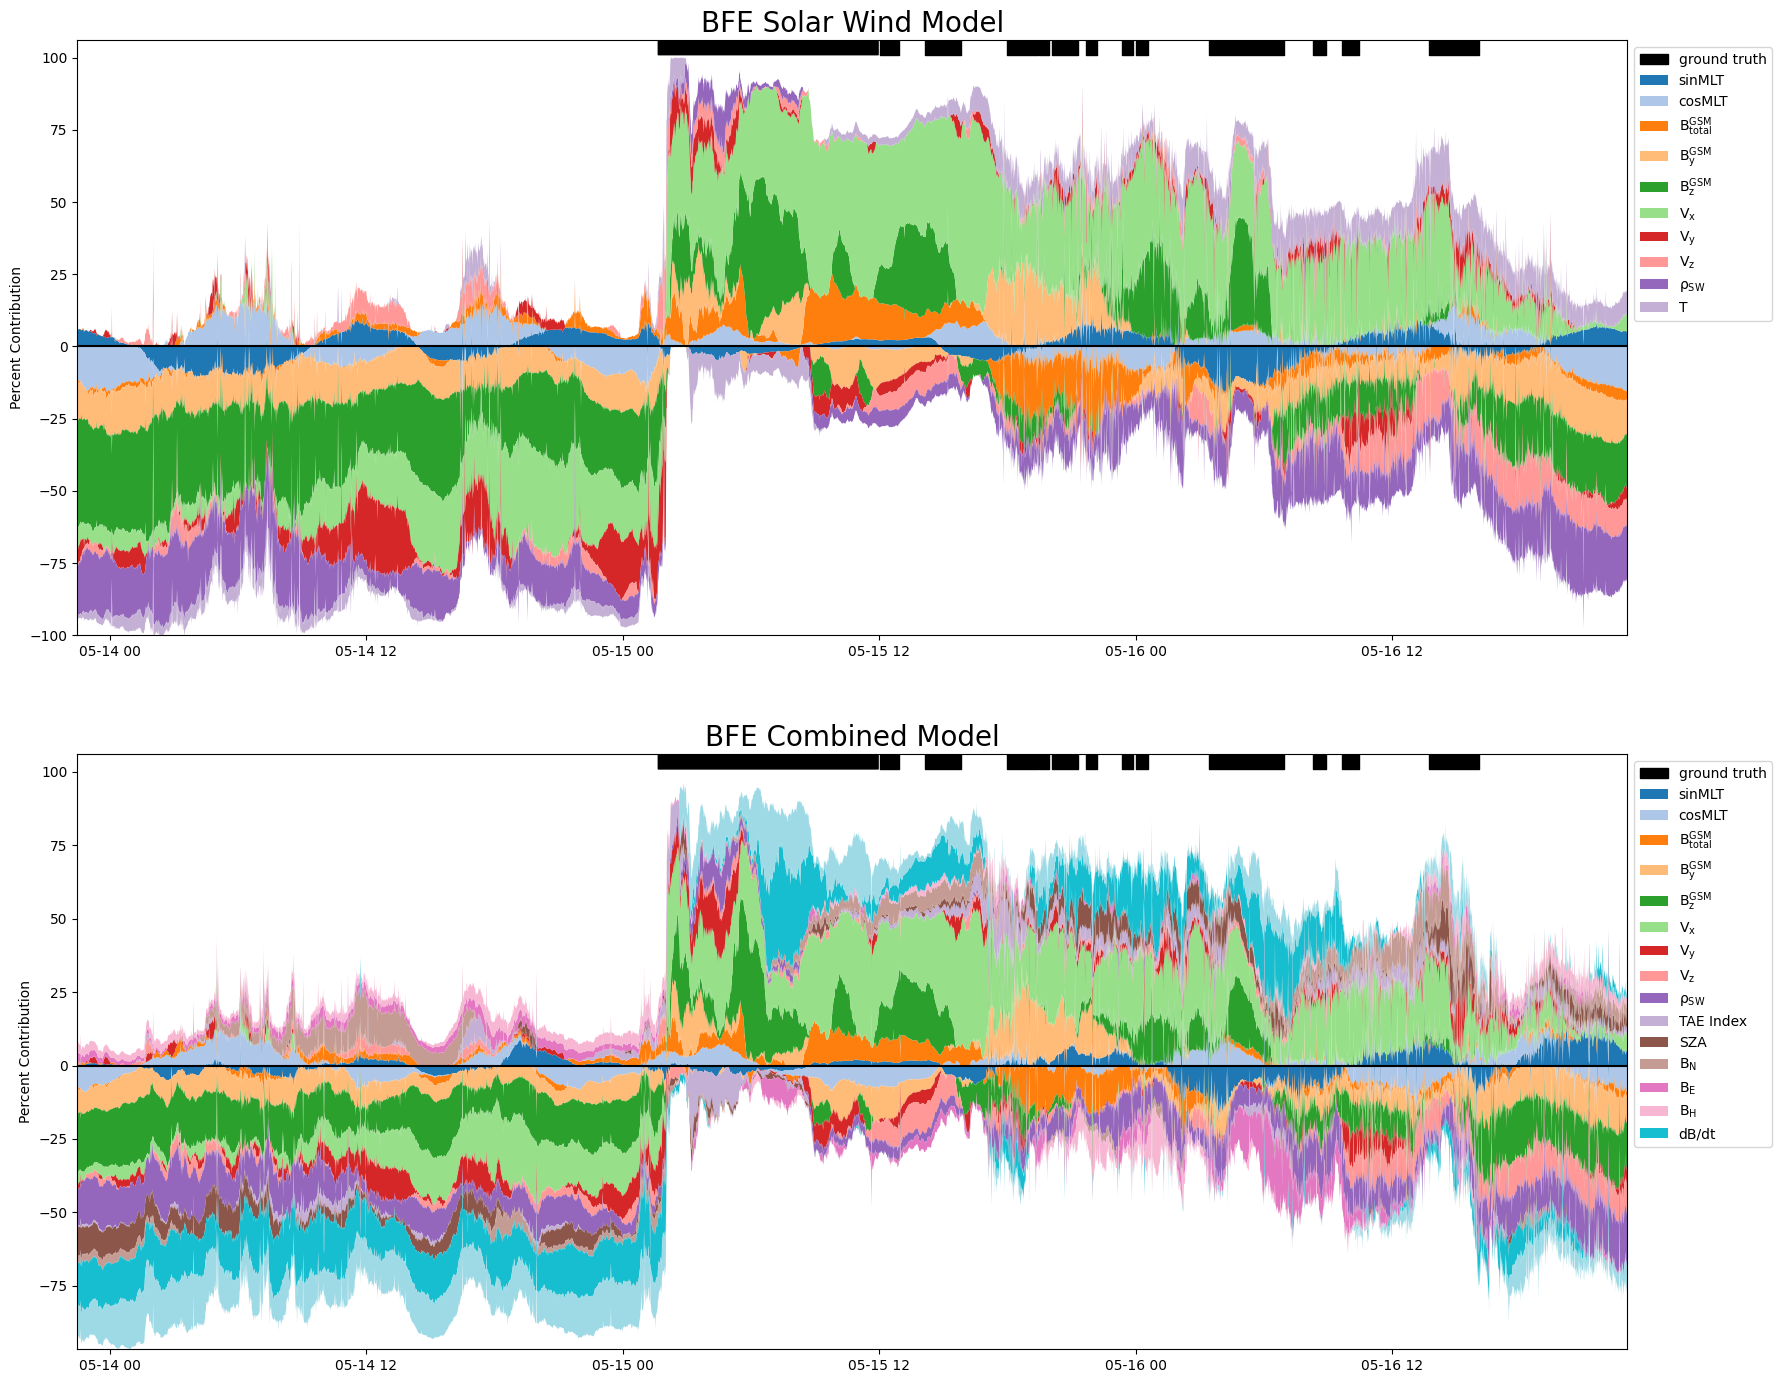 BFE Solar Wind Model
Percent Contribution
100
75
50
25
0
−25
−50
−75
−100
05-14 00
05-14 12
05-15 00
05-15 12
05-16 00
05-16 12
ground truth
sinMLT
cosMLT
B_total^GSM
B_y^GSM
B_z^GSM
V_x
V_y
V_z
ρ_SW
T
BFE Combined Model
Percent Contribution
100
75
50
25
0
−25
−50
−75
05-14 00
05-14 12
05-15 00
05-15 12
05-16 00
05-16 12
ground truth
sinMLT
cosMLT
B_total^GSM
B_y^GSM
B_z^GSM
V_x
V_y
V_z
ρ_SW
TAE Index
SZA
B_N
B_E
B_H
dB/dt